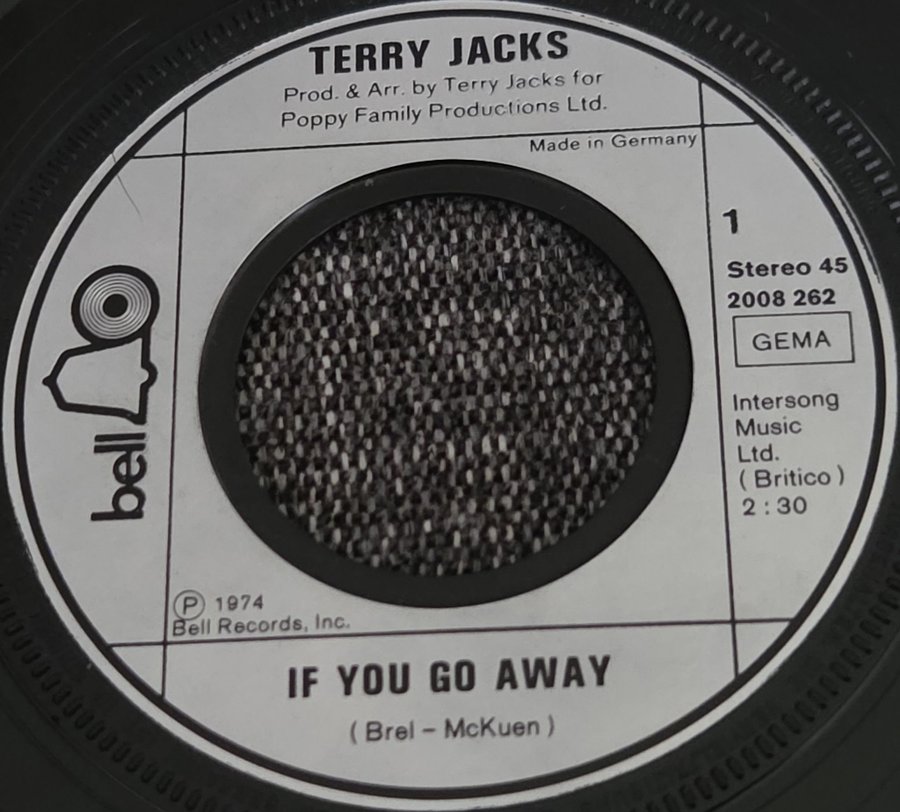 TERRY JACKS
Prod. & Arr. by Terry Jacks for
Poppy Family Productions Ltd.
Made in Germany
1
Stereo 45
2008 262
GEMA
Intersong
Music
Ltd.
( Britico )
2 : 30
bell
Ⓟ 1974
Bell Records, Inc.
IF YOU GO AWAY
( Brel – McKuen )